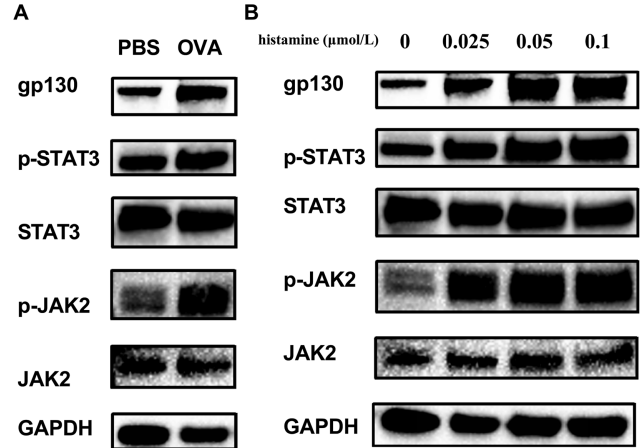 A
PBS OVA
gp130
p-STAT3
STAT3
p-JAK2
JAK2
GAPDH
B
histamine (μmol/L) 0 0.025 0.05 0.1
gp130
p-STAT3
STAT3
p-JAK2
JAK2
GAPDH